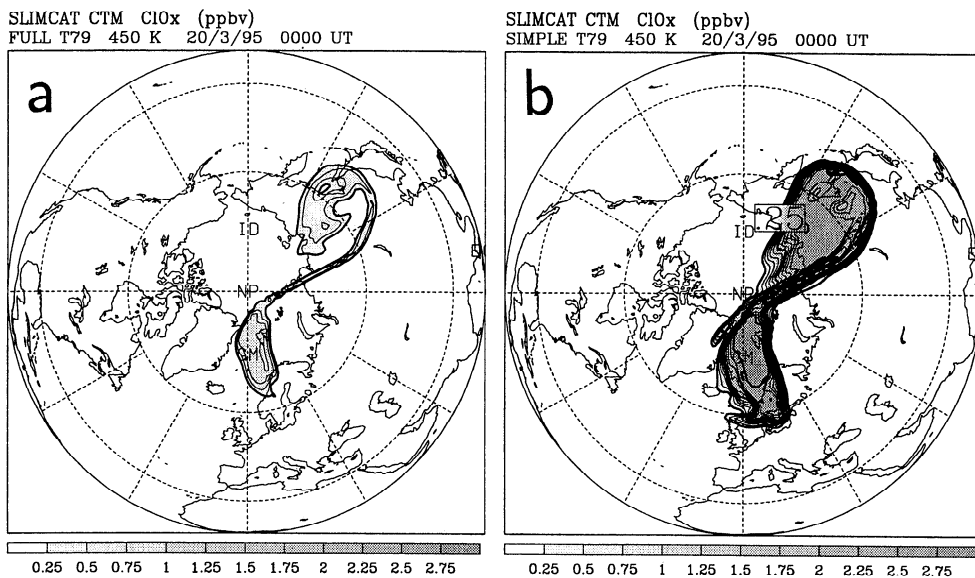 SLIMCAT CTM ClOx (ppbv)
FULL T79 450 K 20/3/95 0000 UT
a
ID
NP
M
0.25 0.5 0.75 1 1.25 1.5 1.75 2 2.25 2.5 2.75
SLIMCAT CTM ClOx (ppbv)
SIMPLE T79 450 K 20/3/95 0000 UT
b
.25
ID
NP
M
0.25 0.5 0.75 1 1.25 1.5 1.75 2 2.25 2.5 2.75